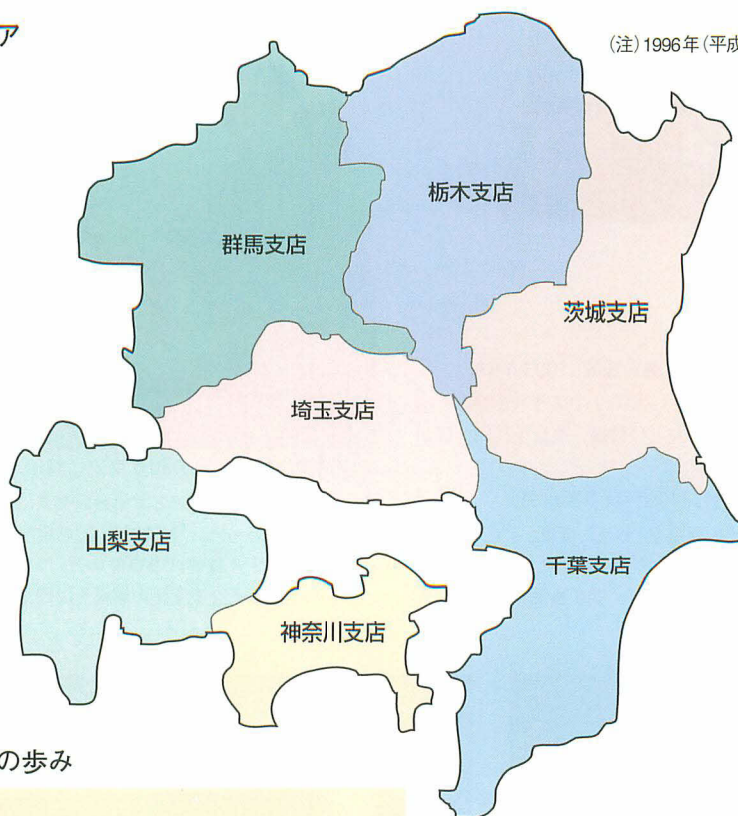 ア
(注)1996年(平成
栃木支店
群馬支店
茨城支店
埼玉支店
山梨支店
千葉支店
神奈川支店
の歩み